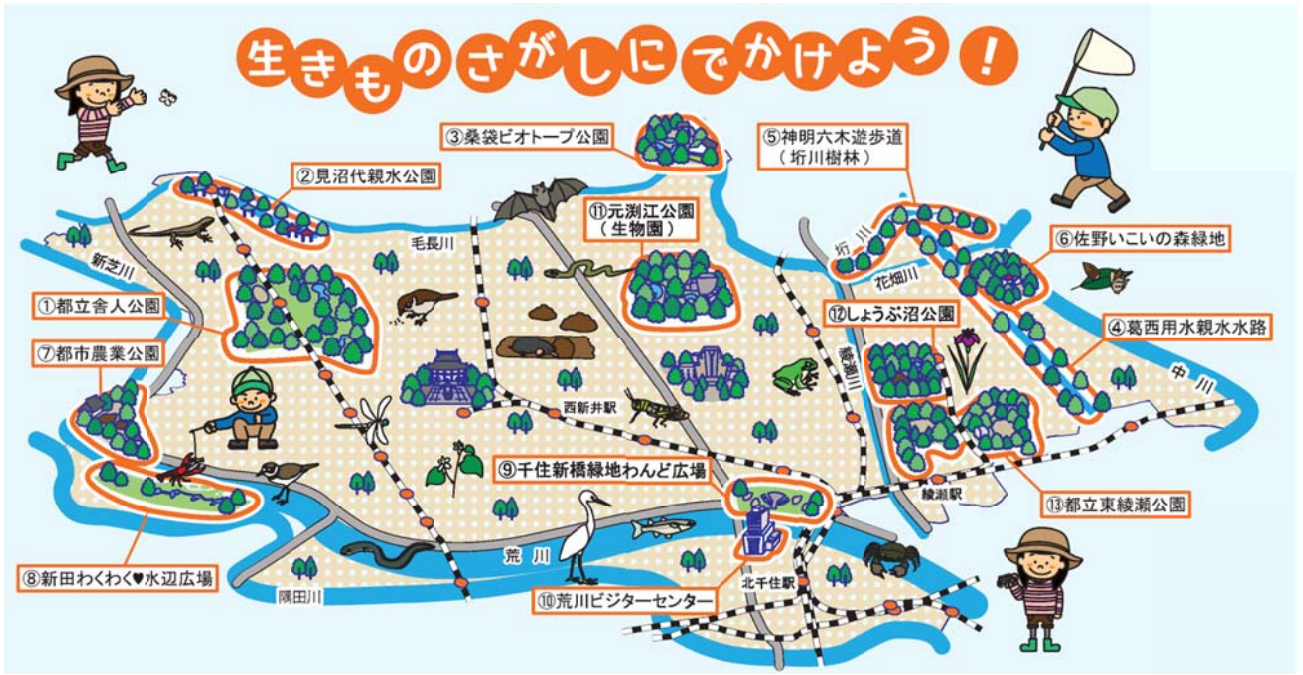 生きものさがしにでかけよう！
③桑袋ビオトープ公園
⑤神明六木遊歩道
（垳川樹林）
②見沼代親水公園
⑪元渕江公園
（生物園）
毛長川
垳川
⑥佐野いこいの森緑地
新芝川
花畑川
①都立舎人公園
⑫しょうぶ沼公園
④葛西用水親水水路
⑦都市農業公園
綾瀬川
中川
西新井駅
⑨千住新橋緑地わんど広場
綾瀬駅
⑬都立東綾瀬公園
荒川
⑧新田わくわく♥水辺広場
北千住駅
隅田川
⑩荒川ビジターセンター